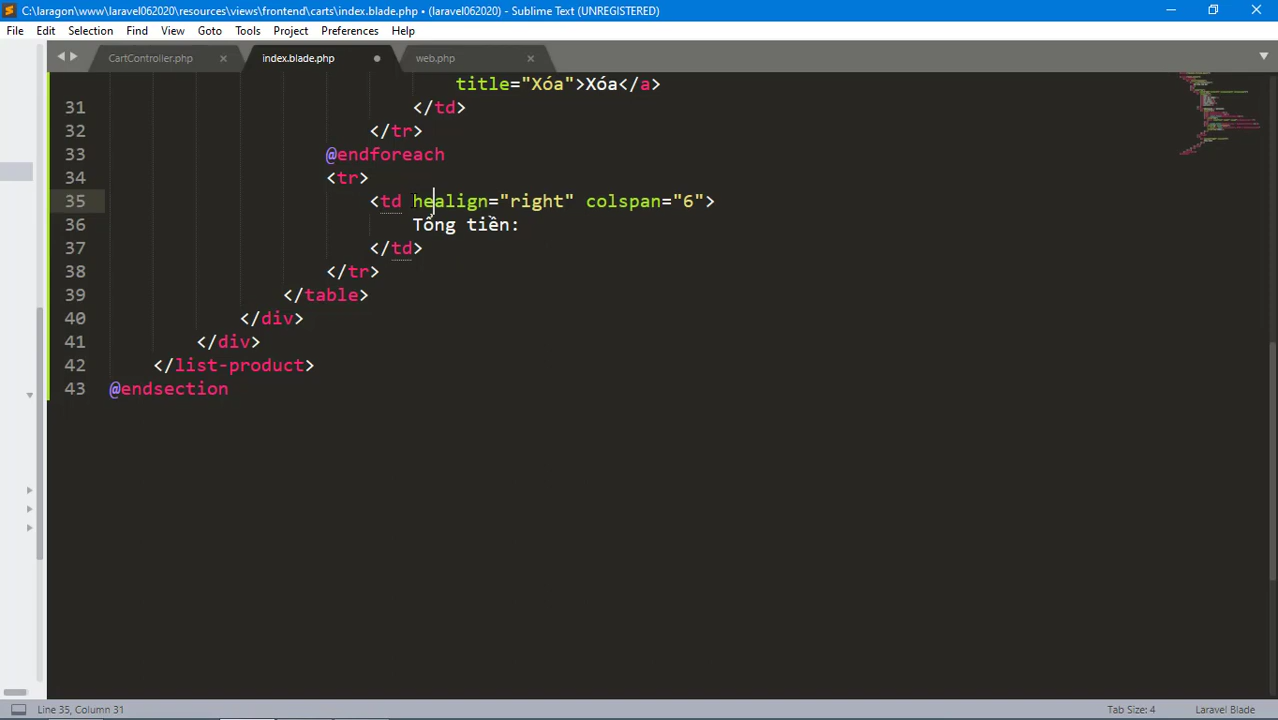 C:\laragon\www\laravel062020\resources\views\frontend\carts\index.blade.php • (laravel062020) - Sublime Text (UNREGISTERED)
File Edit Selection Find View Goto Tools Project Preferences Help
CartController.php index.blade.php web.php
title="Xóa">Xóa</a>
31 </td>
32 </tr>
33 @endforeach
34 <tr>
35 <td healign="right" colspan="6">
36 Tổng tiền:
37 </td>
38 </tr>
39 </table>
40 </div>
41 </div>
42 </list-product>
43 @endsection
Line 35, Column 31 Tab Size: 4 Laravel Blade